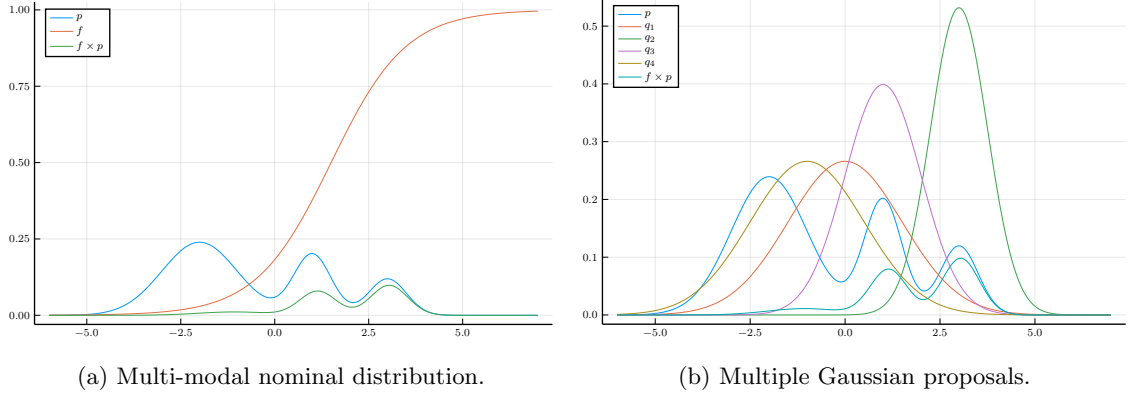 p
f
f × p
1.00
0.75
0.50
0.25
0.00
−5.0
−2.5
0.0
2.5
5.0
(a) Multi-modal nominal distribution.
p
q₁
q₂
q₃
q₄
f × p
0.5
0.4
0.3
0.2
0.1
0.0
−5.0
−2.5
0.0
2.5
5.0
(b) Multiple Gaussian proposals.